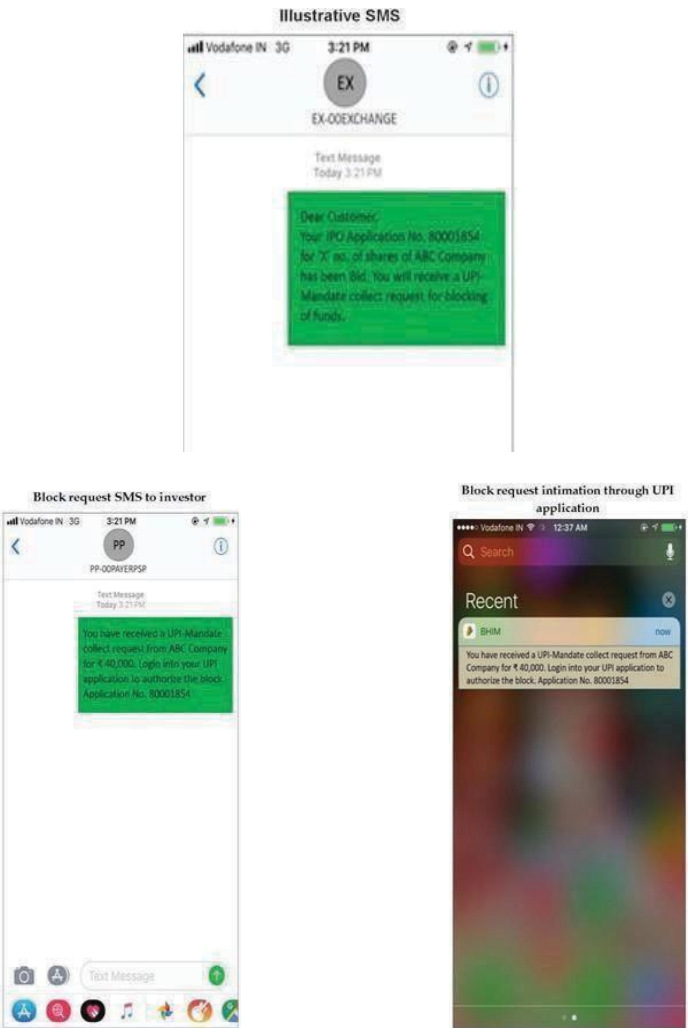 Illustrative SMS
Vodafone IN 3G 3:21 PM
EX
EX-OOEXCHANGE
Text Message
Today 3:21 PM
Dear Customer,
Your IPO Application No. 80001854
for 'X' no. of shares of ABC Company
has been Bid. You will receive a UPI-
Mandate collect request for blocking
of funds.
Block request SMS to investor
Vodafone IN 3G 3:21 PM
PP
PP-OOPAYERPSP
Text Message
Today 3:21 PM
You have received a UPI-Mandate
collect request from ABC Company
for ₹ 40,000. Login into your UPI
application to authorize the block.
Application No. 80001854
Text Message
Block request intimation through UPI
application
Vodafone IN 12:37 AM
Search
Recent
BHIM now
You have received a UPI-Mandate collect request from ABC
Company for ₹ 40,000. Login into your UPI application to
authorize the block. Application No. 80001854